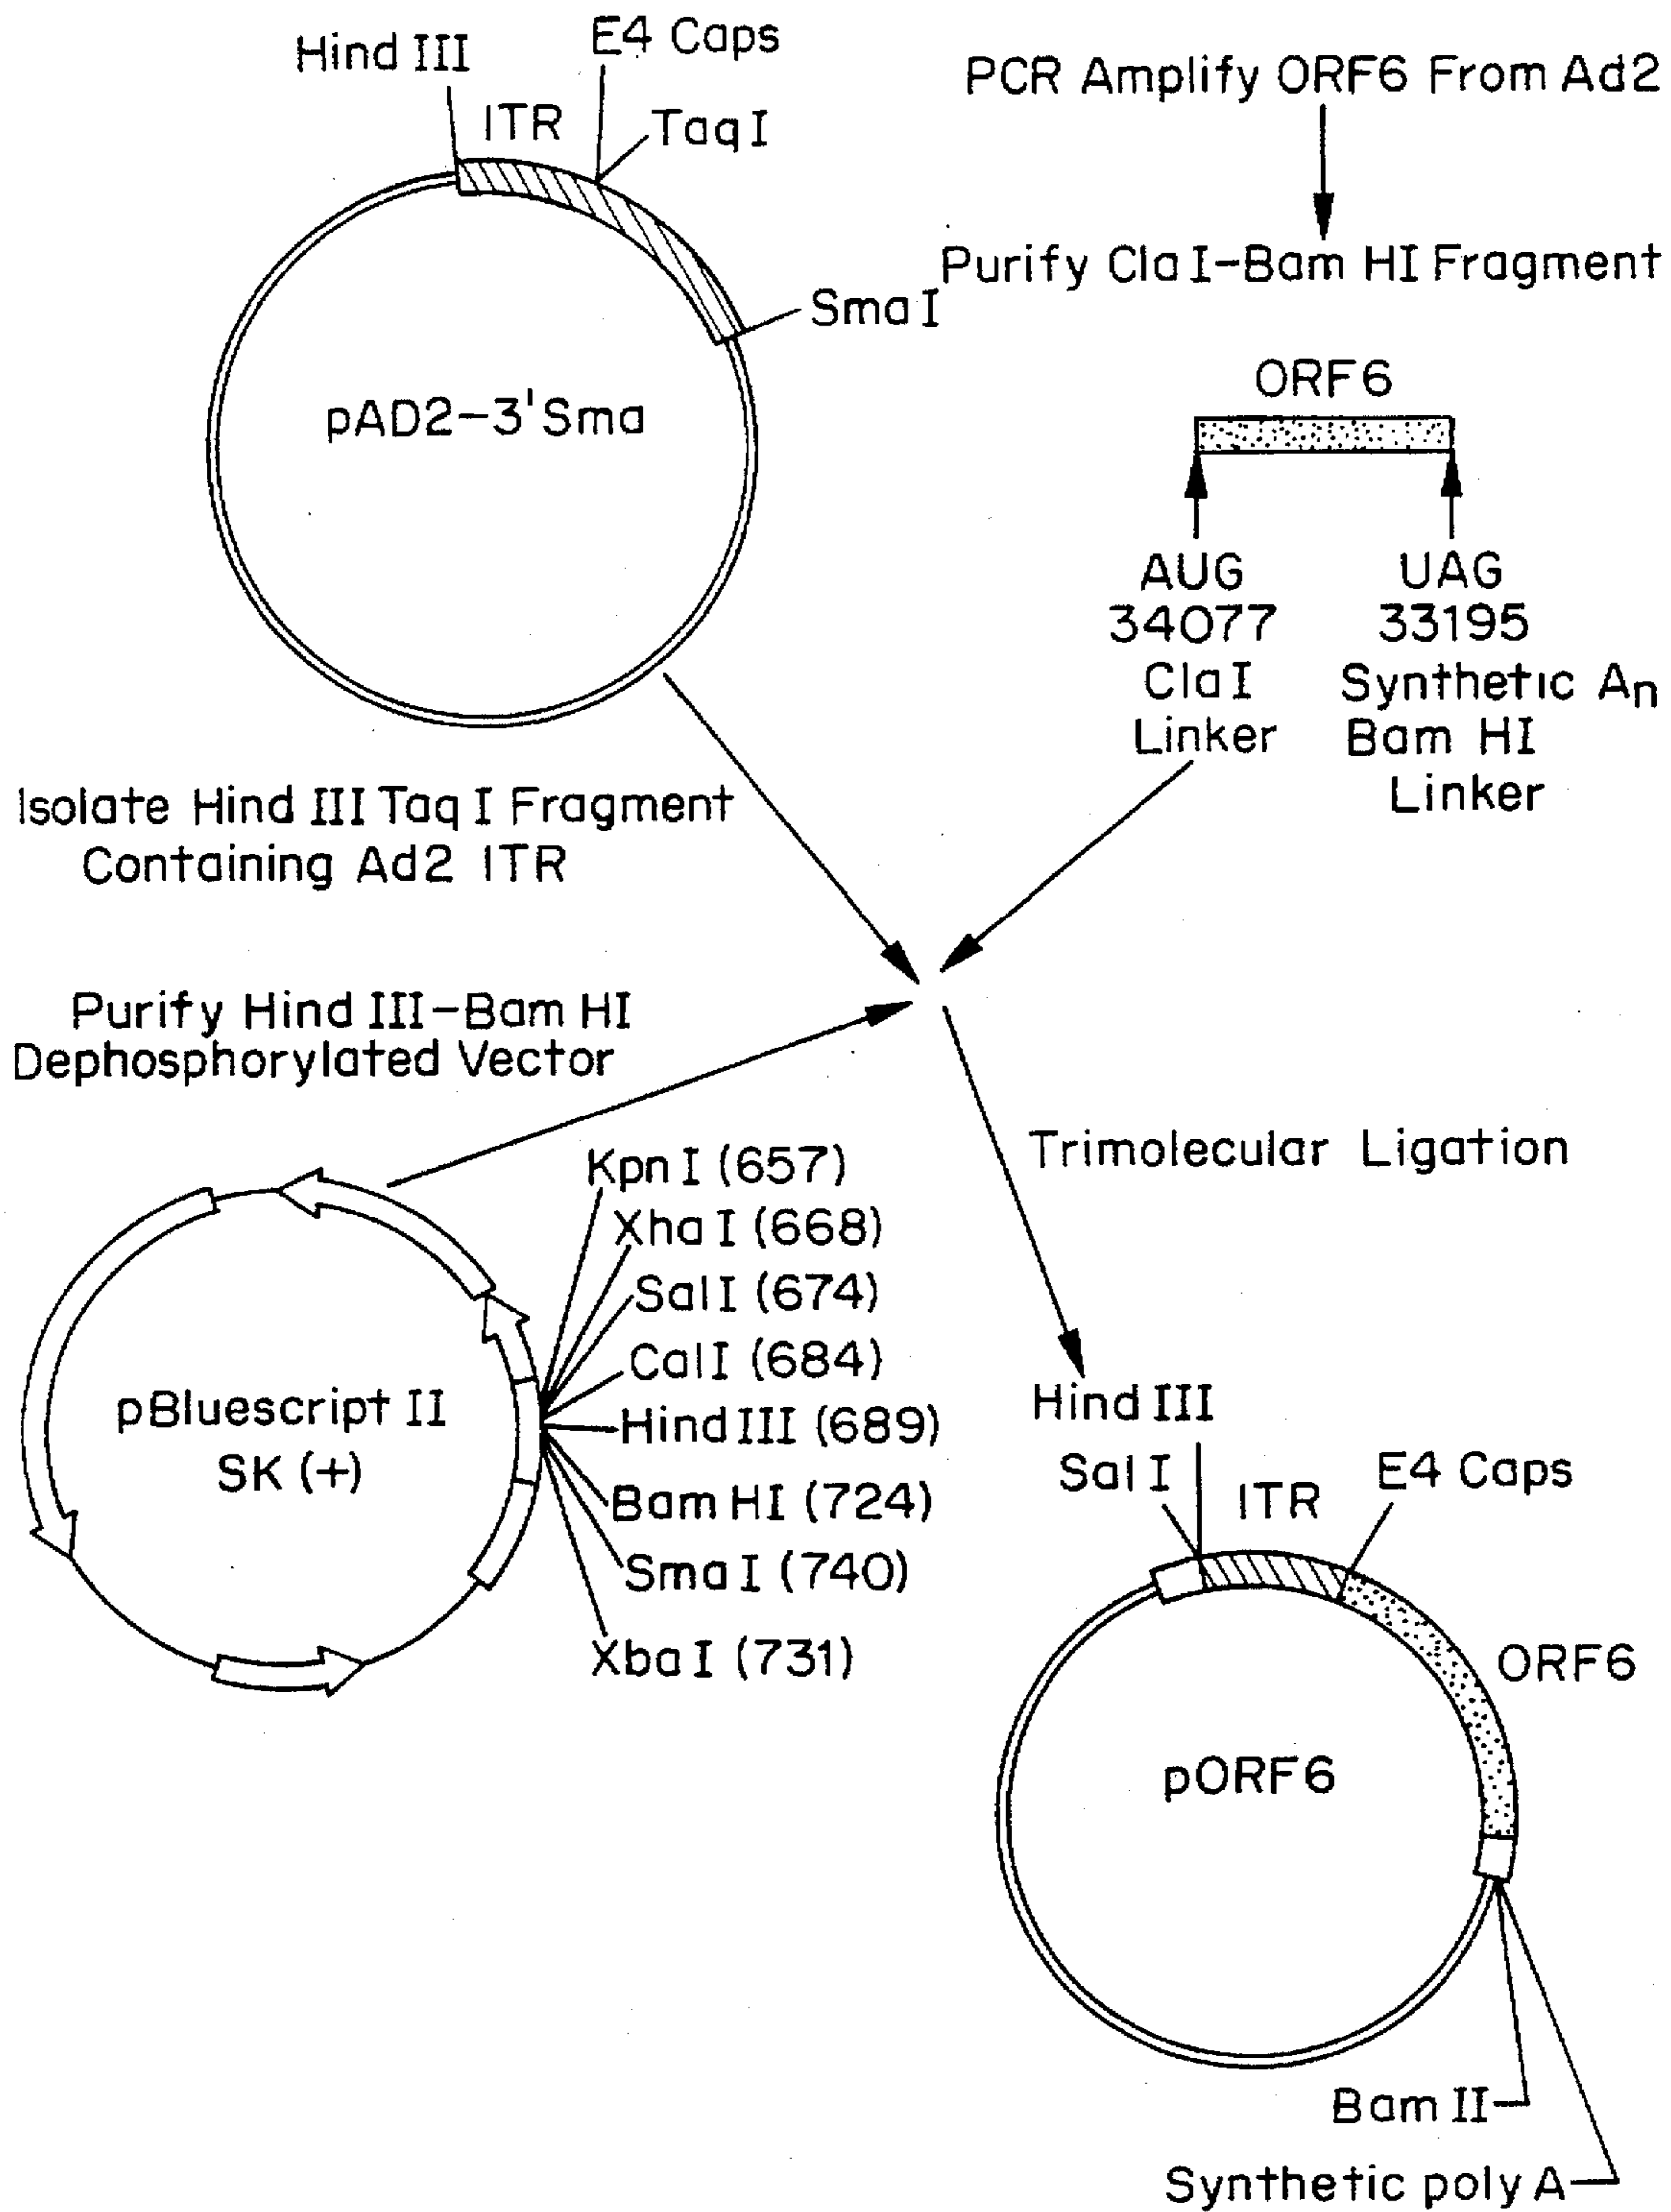 Hind III
E4 Caps
ITR
Taq I
Sma I
pAD2-3'Sma
PCR Amplify ORF6 From Ad2
Purify Cla I-Bam HI Fragment
ORF6
AUG
34077
Cla I
Linker
UAG
33195
Synthetic An
Bam HI
Linker
Isolate Hind III Taq I Fragment
Containing Ad2 ITR
Purify Hind III-Bam HI
Dephosphorylated Vector
Kpn I (657)
Xha I (668)
Sal I (674)
Cal I (684)
Hind III (689)
Bam HI (724)
Sma I (740)
Xba I (731)
pBluescript II
SK (+)
Trimolecular Ligation
Hind III
Sal I
ITR
E4 Caps
ORF6
pORF6
Bam II
Synthetic poly A